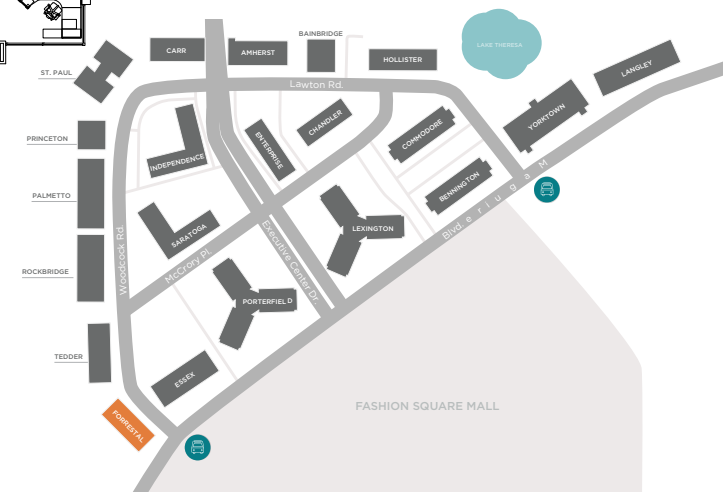 BAINBRIDGE
CARR
AMHERST
HOLLISTER
LAKE THERESA
LANGLEY
ST. PAUL
Lawton Rd.
YORKTOWN
CHANDLER
COMMODORE
PRINCETON
ENTERPRISE
INDEPENDENCE
BENNINGTON
PALMETTO
SARATOGA
LEXINGTON
Blvd. e r i u g a M
Woodcock Rd.
McCrory Pl
Executive Center Dr.
ROCKBRIDGE
PORTERFIELD
TEDDER
ESSEX
FORRESTAL
FASHION SQUARE MALL